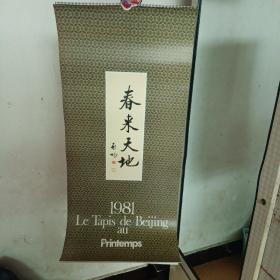 春来天地
1981
Le Tapis de Beijing
au
Printemps